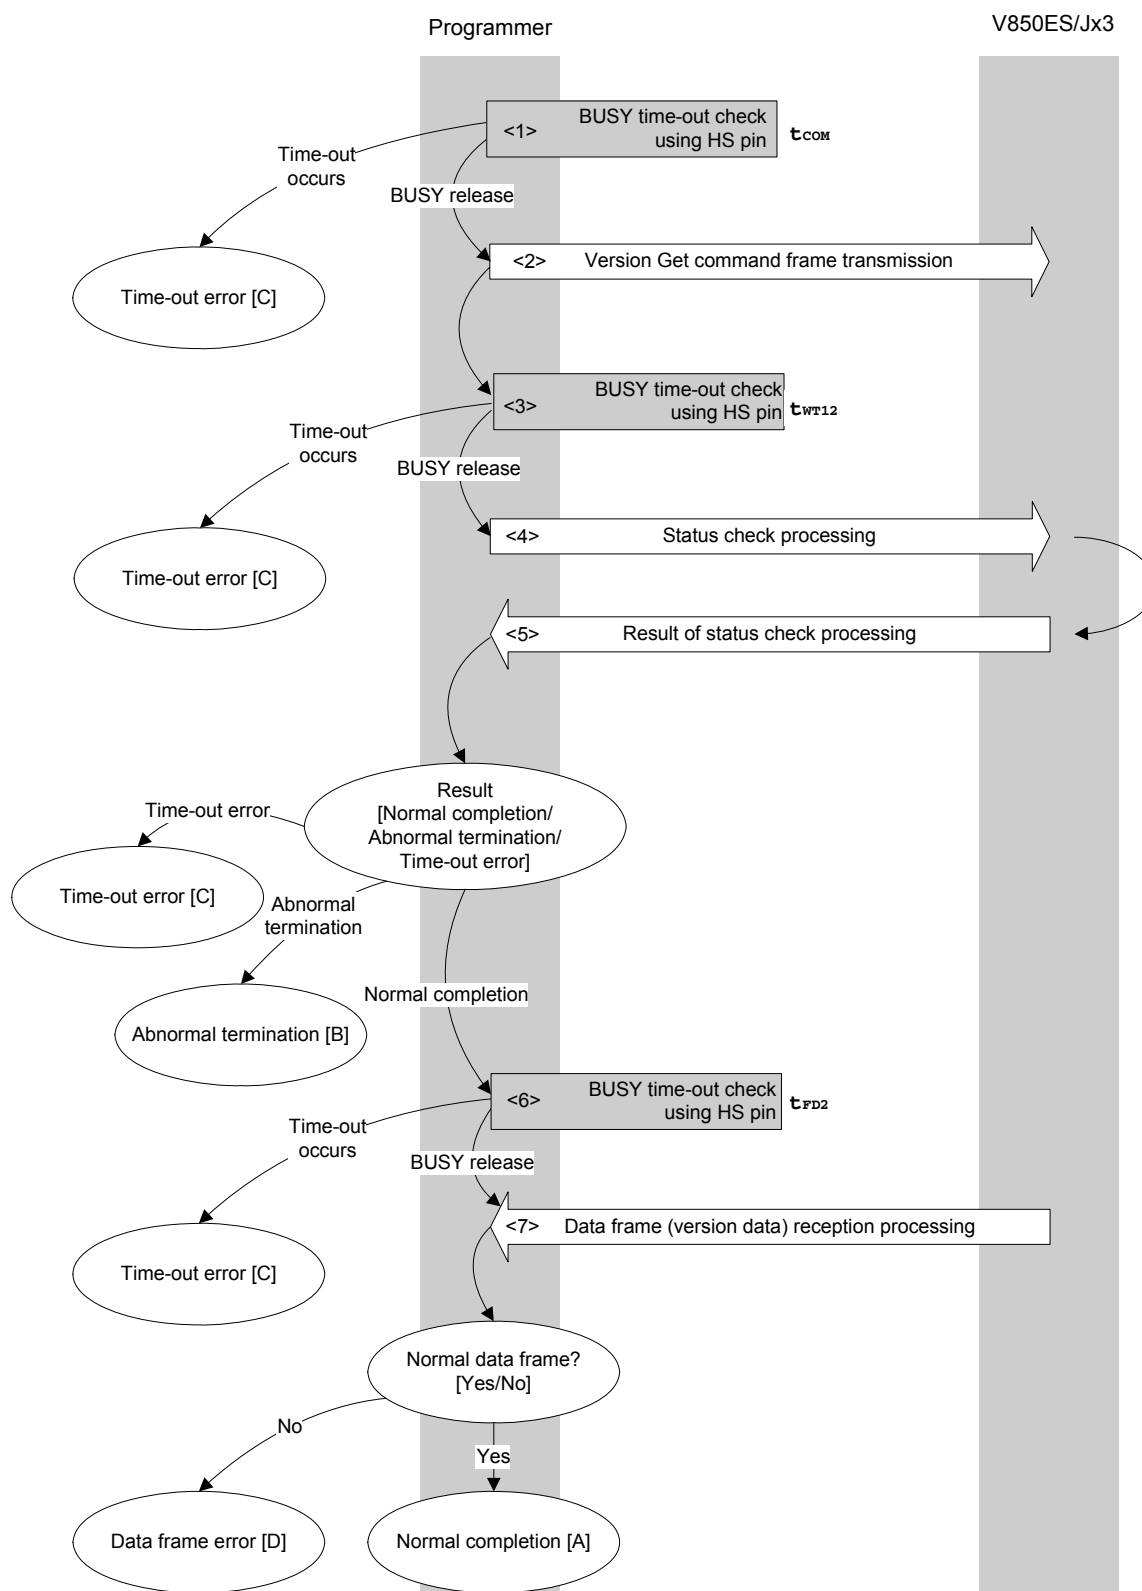 Programmer
V850ES/Jx3
<1> BUSY time-out check
using HS pin
tCOM
Time-out
occurs
BUSY release
<2> Version Get command frame transmission
Time-out error [C]
<3> BUSY time-out check
using HS pin
tWT12
Time-out
occurs
BUSY release
<4> Status check processing
Time-out error [C]
<5> Result of status check processing
Result
[Normal completion/
Abnormal termination/
Time-out error]
Time-out error
Time-out error [C]
Abnormal
termination
Normal completion
Abnormal termination [B]
<6> BUSY time-out check
using HS pin
tFD2
Time-out
occurs
BUSY release
<7> Data frame (version data) reception processing
Time-out error [C]
Normal data frame?
[Yes/No]
No
Yes
Data frame error [D]
Normal completion [A]